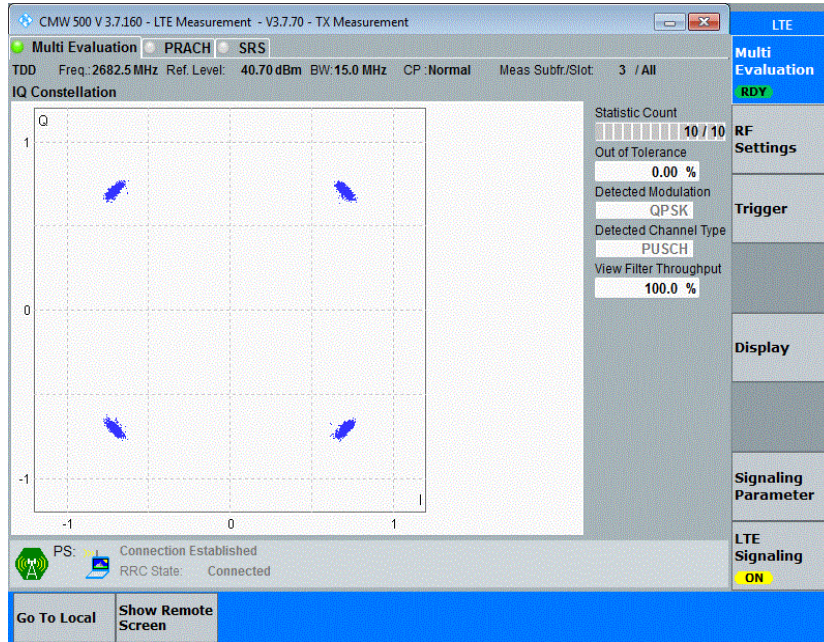 CMW 500 V 3.7.160 - LTE Measurement - V3.7.70 - TX Measurement
LTE
Multi Evaluation PRACH SRS
TDD Freq.:2682.5 MHz Ref. Level: 40.70 dBm BW:15.0 MHz CP :Normal Meas Subfr./Slot: 3 / All
IQ Constellation
Q
1
0
-1
I
-1 0 1
Statistic Count
10 / 10
Out of Tolerance
0.00 %
Detected Modulation
QPSK
Detected Channel Type
PUSCH
View Filter Throughput
100.0 %
Multi
Evaluation
RDY
RF
Settings
Trigger
Display
Signaling
Parameter
LTE
Signaling
ON
PS: Connection Established
RRC State: Connected
Go To Local
Show Remote
Screen